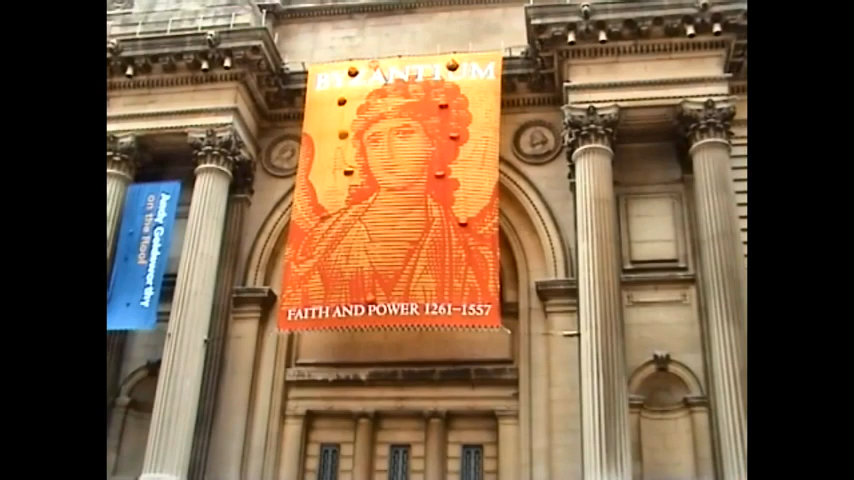 BYZANTIUM
FAITH AND POWER 1261–1557
Andy Goldsworthy
on the Roof